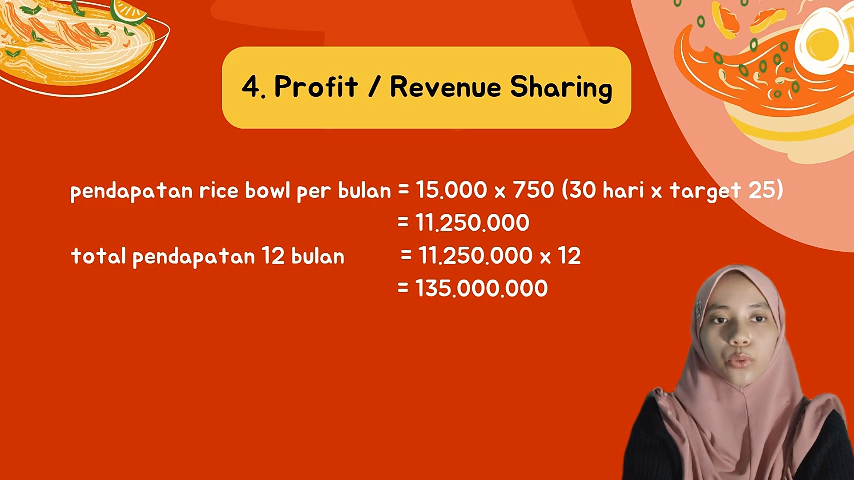 4. Profit / Revenue Sharing
pendapatan rice bowl per bulan = 15.000 x 750 (30 hari x target 25)
= 11.250.000
total pendapatan 12 bulan = 11.250.000 x 12
= 135.000.000